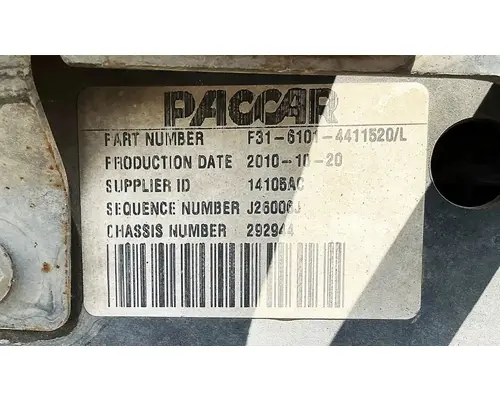 PACCAR
PART NUMBER F31-6101-4411520/L
PRODUCTION DATE 2010-10-20
SUPPLIER ID 14105AC
SEQUENCE NUMBER
CHASSIS NUMBER 292944